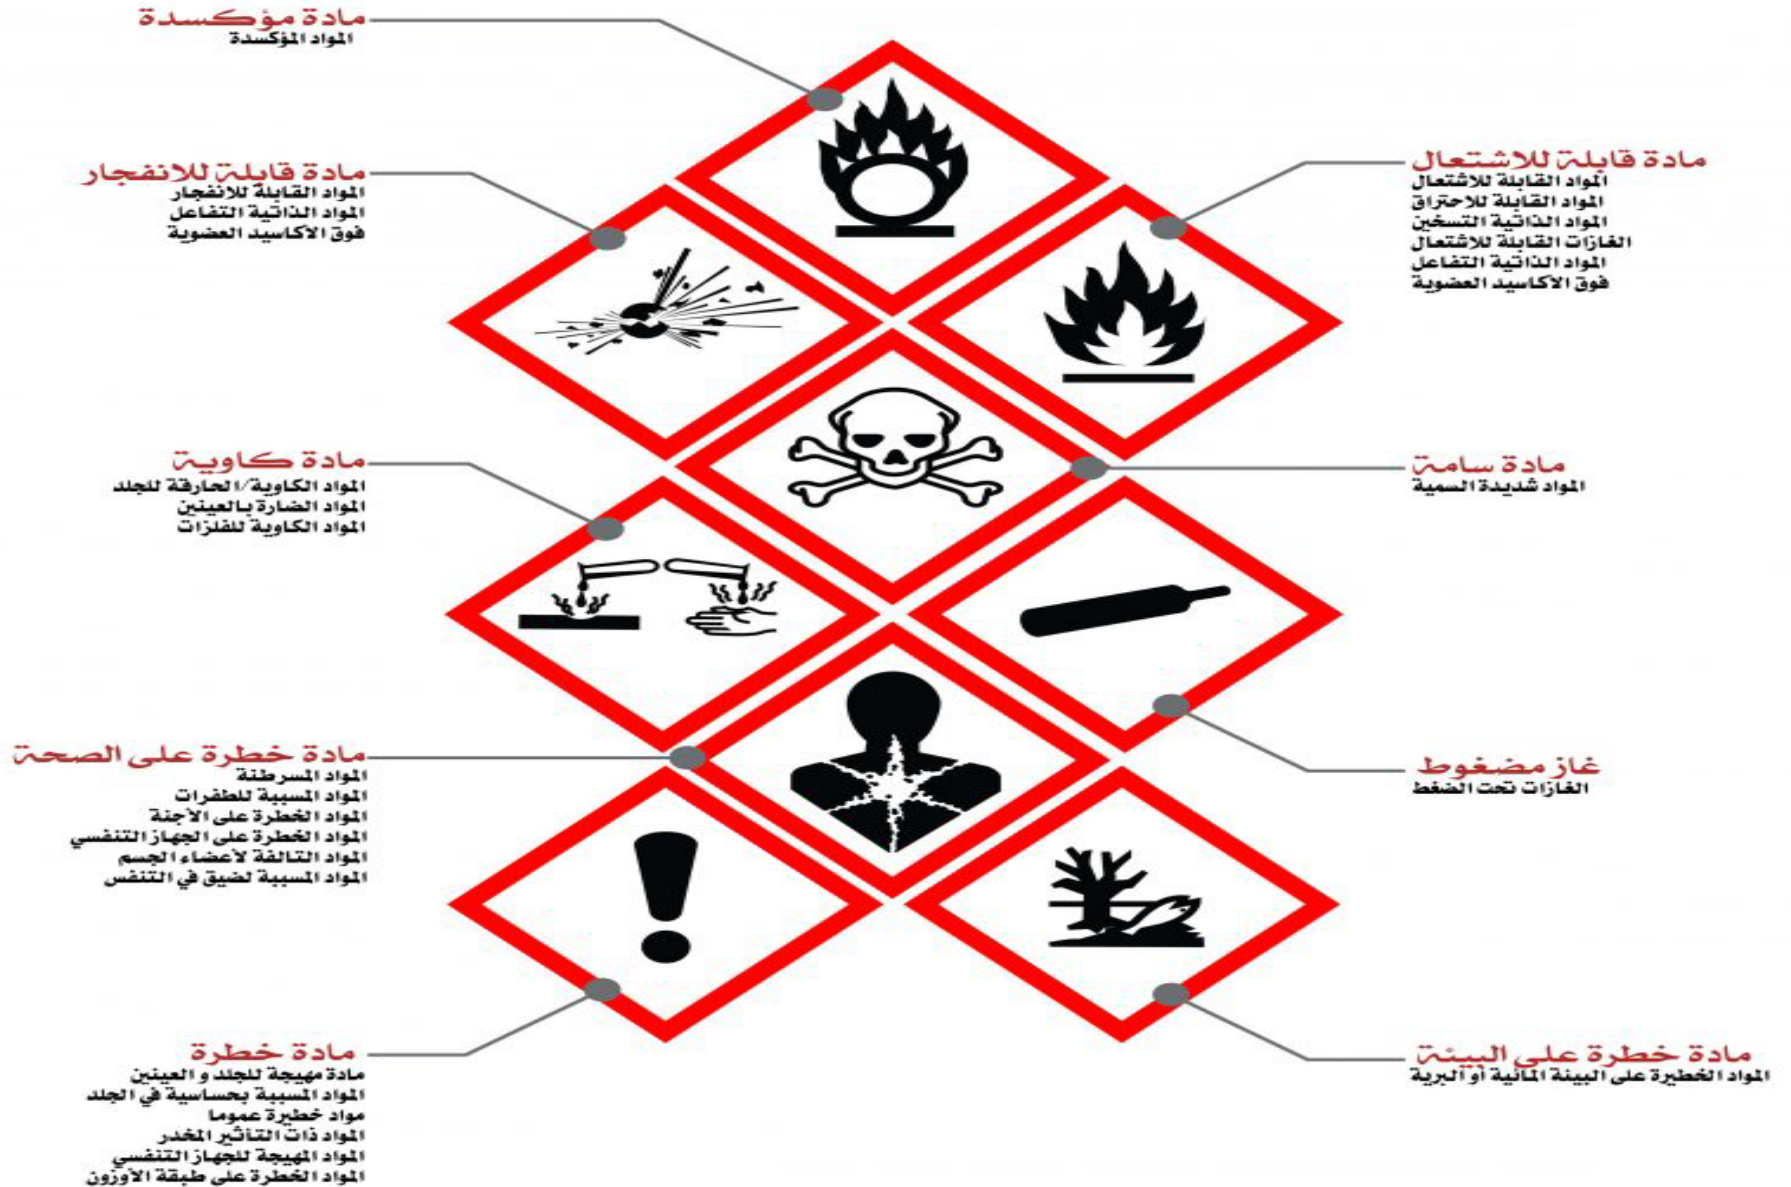 مادة مؤكسدة
المواد المؤكسدة
مادة قابلة للاشتعال
المواد القابلة للاشتعال
المواد القابلة للاحتراق
المواد الذاتية التسخين
الغازات القابلة للاشتعال
المواد الذاتية التفاعل
فوق الاكاسيد العضوية
مادة قابلة للانفجار
المواد القابلة للانفجار
المواد الذاتية التفاعل
فوق الاكاسيد العضوية
مادة سامة
المواد شديدة السمية
مادة كاوية
المواد الكاوية/الحارقة للجلد
المواد الضارة بالعينين
المواد الكاوية للفلزات
غاز مضغوط
الغازات تحت الضغط
مادة خطرة على الصحة
المواد المسرطنة
المواد المسببة للطفرات
المواد الخطرة على الأجنة
المواد الخطرة على الجهاز التنفسي
المواد التالفة لأعضاء الجسم
المواد المسببة لضيق في التنفس
مادة خطرة على البيئة
المواد الخطيرة على البيئة المائية او البرية
مادة خطرة
مادة مهيجة للجلد و العينين
المواد المسببة بحساسية في الجلد
مواد خطيرة عموما
المواد ذات التأثير المخدر
المواد المهيجة للجهاز التنفسي
المواد الخطرة على طبقة الأوزون